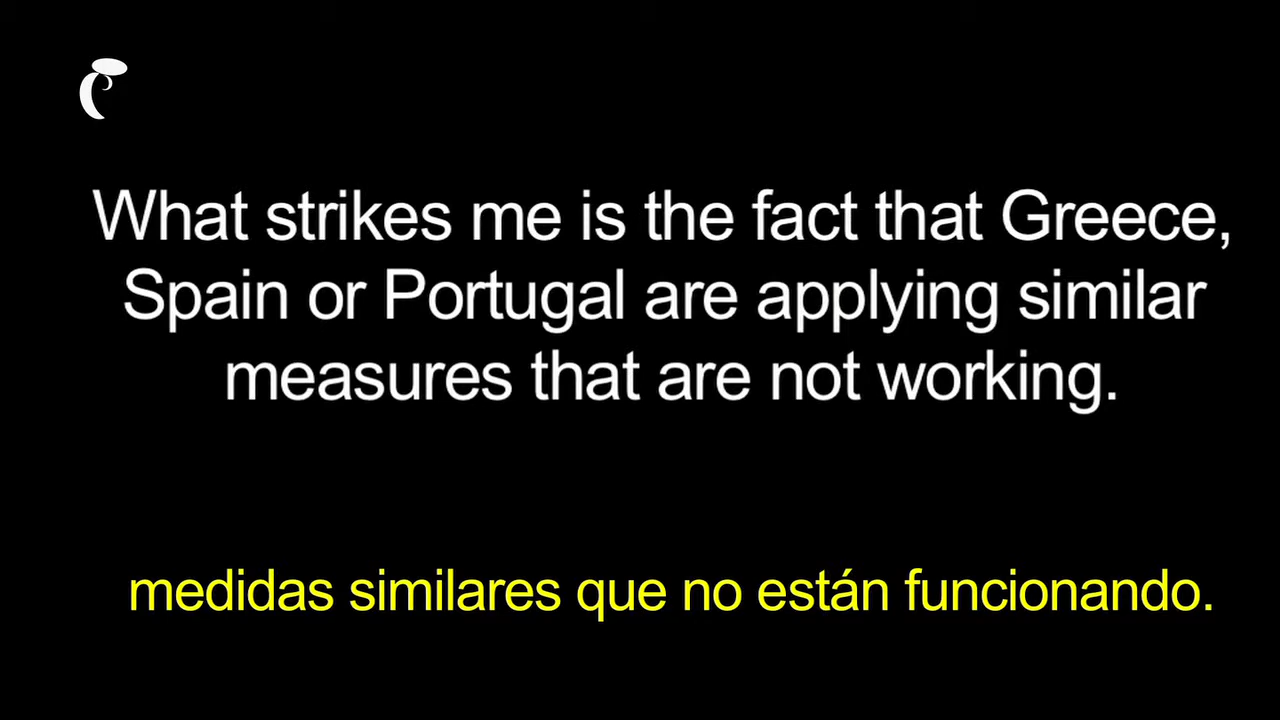 What strikes me is the fact that Greece,
Spain or Portugal are applying similar
measures that are not working.
medidas similares que no están funcionando.